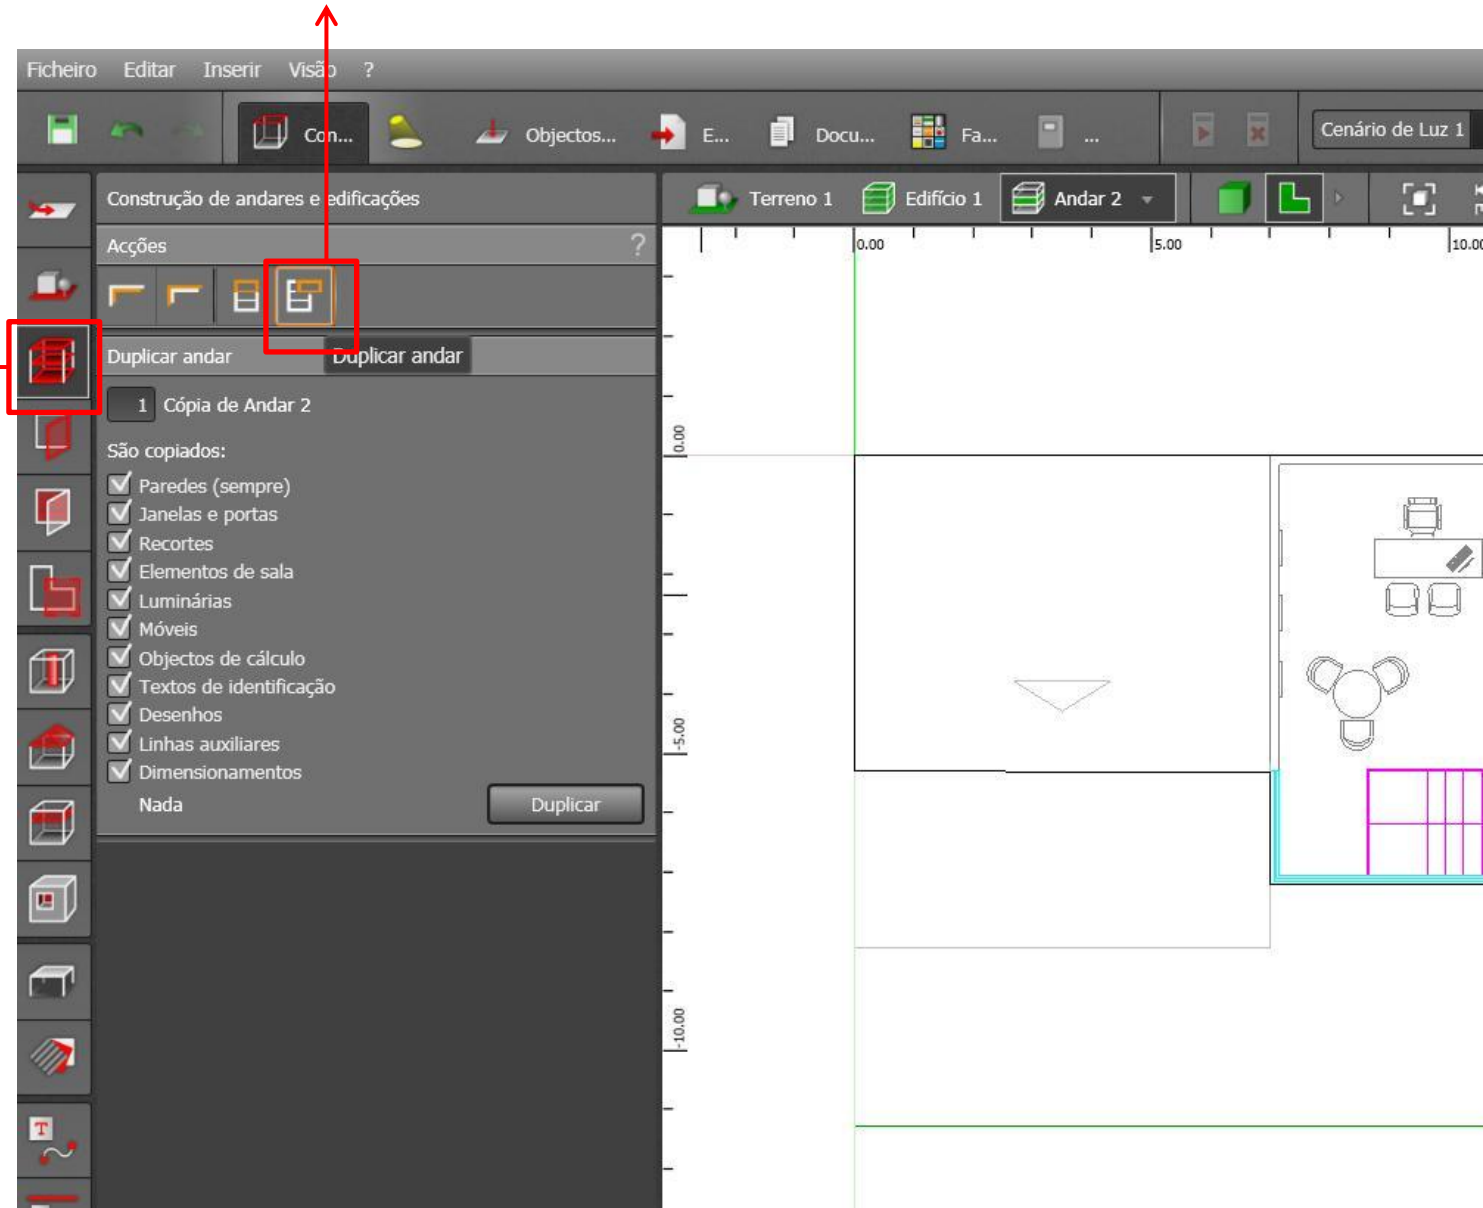 Ficheiro Editar Inserir Visão ?
Con... Objectos... E... Docu... Fa... ... Cenário de Luz 1
Construção de andares e edificações
Terreno 1 Edifício 1 Andar 2
Acções ?
0.00 5.00 10.00
Duplicar andar Duplicar andar
1 Cópia de Andar 2
São copiados:
Paredes (sempre)
Janelas e portas
Recortes
Elementos de sala
Luminárias
Móveis
Objectos de cálculo
Textos de identificação
Desenhos
Linhas auxiliares
Dimensionamentos
Nada Duplicar
0.00
-5.00
-10.00
T